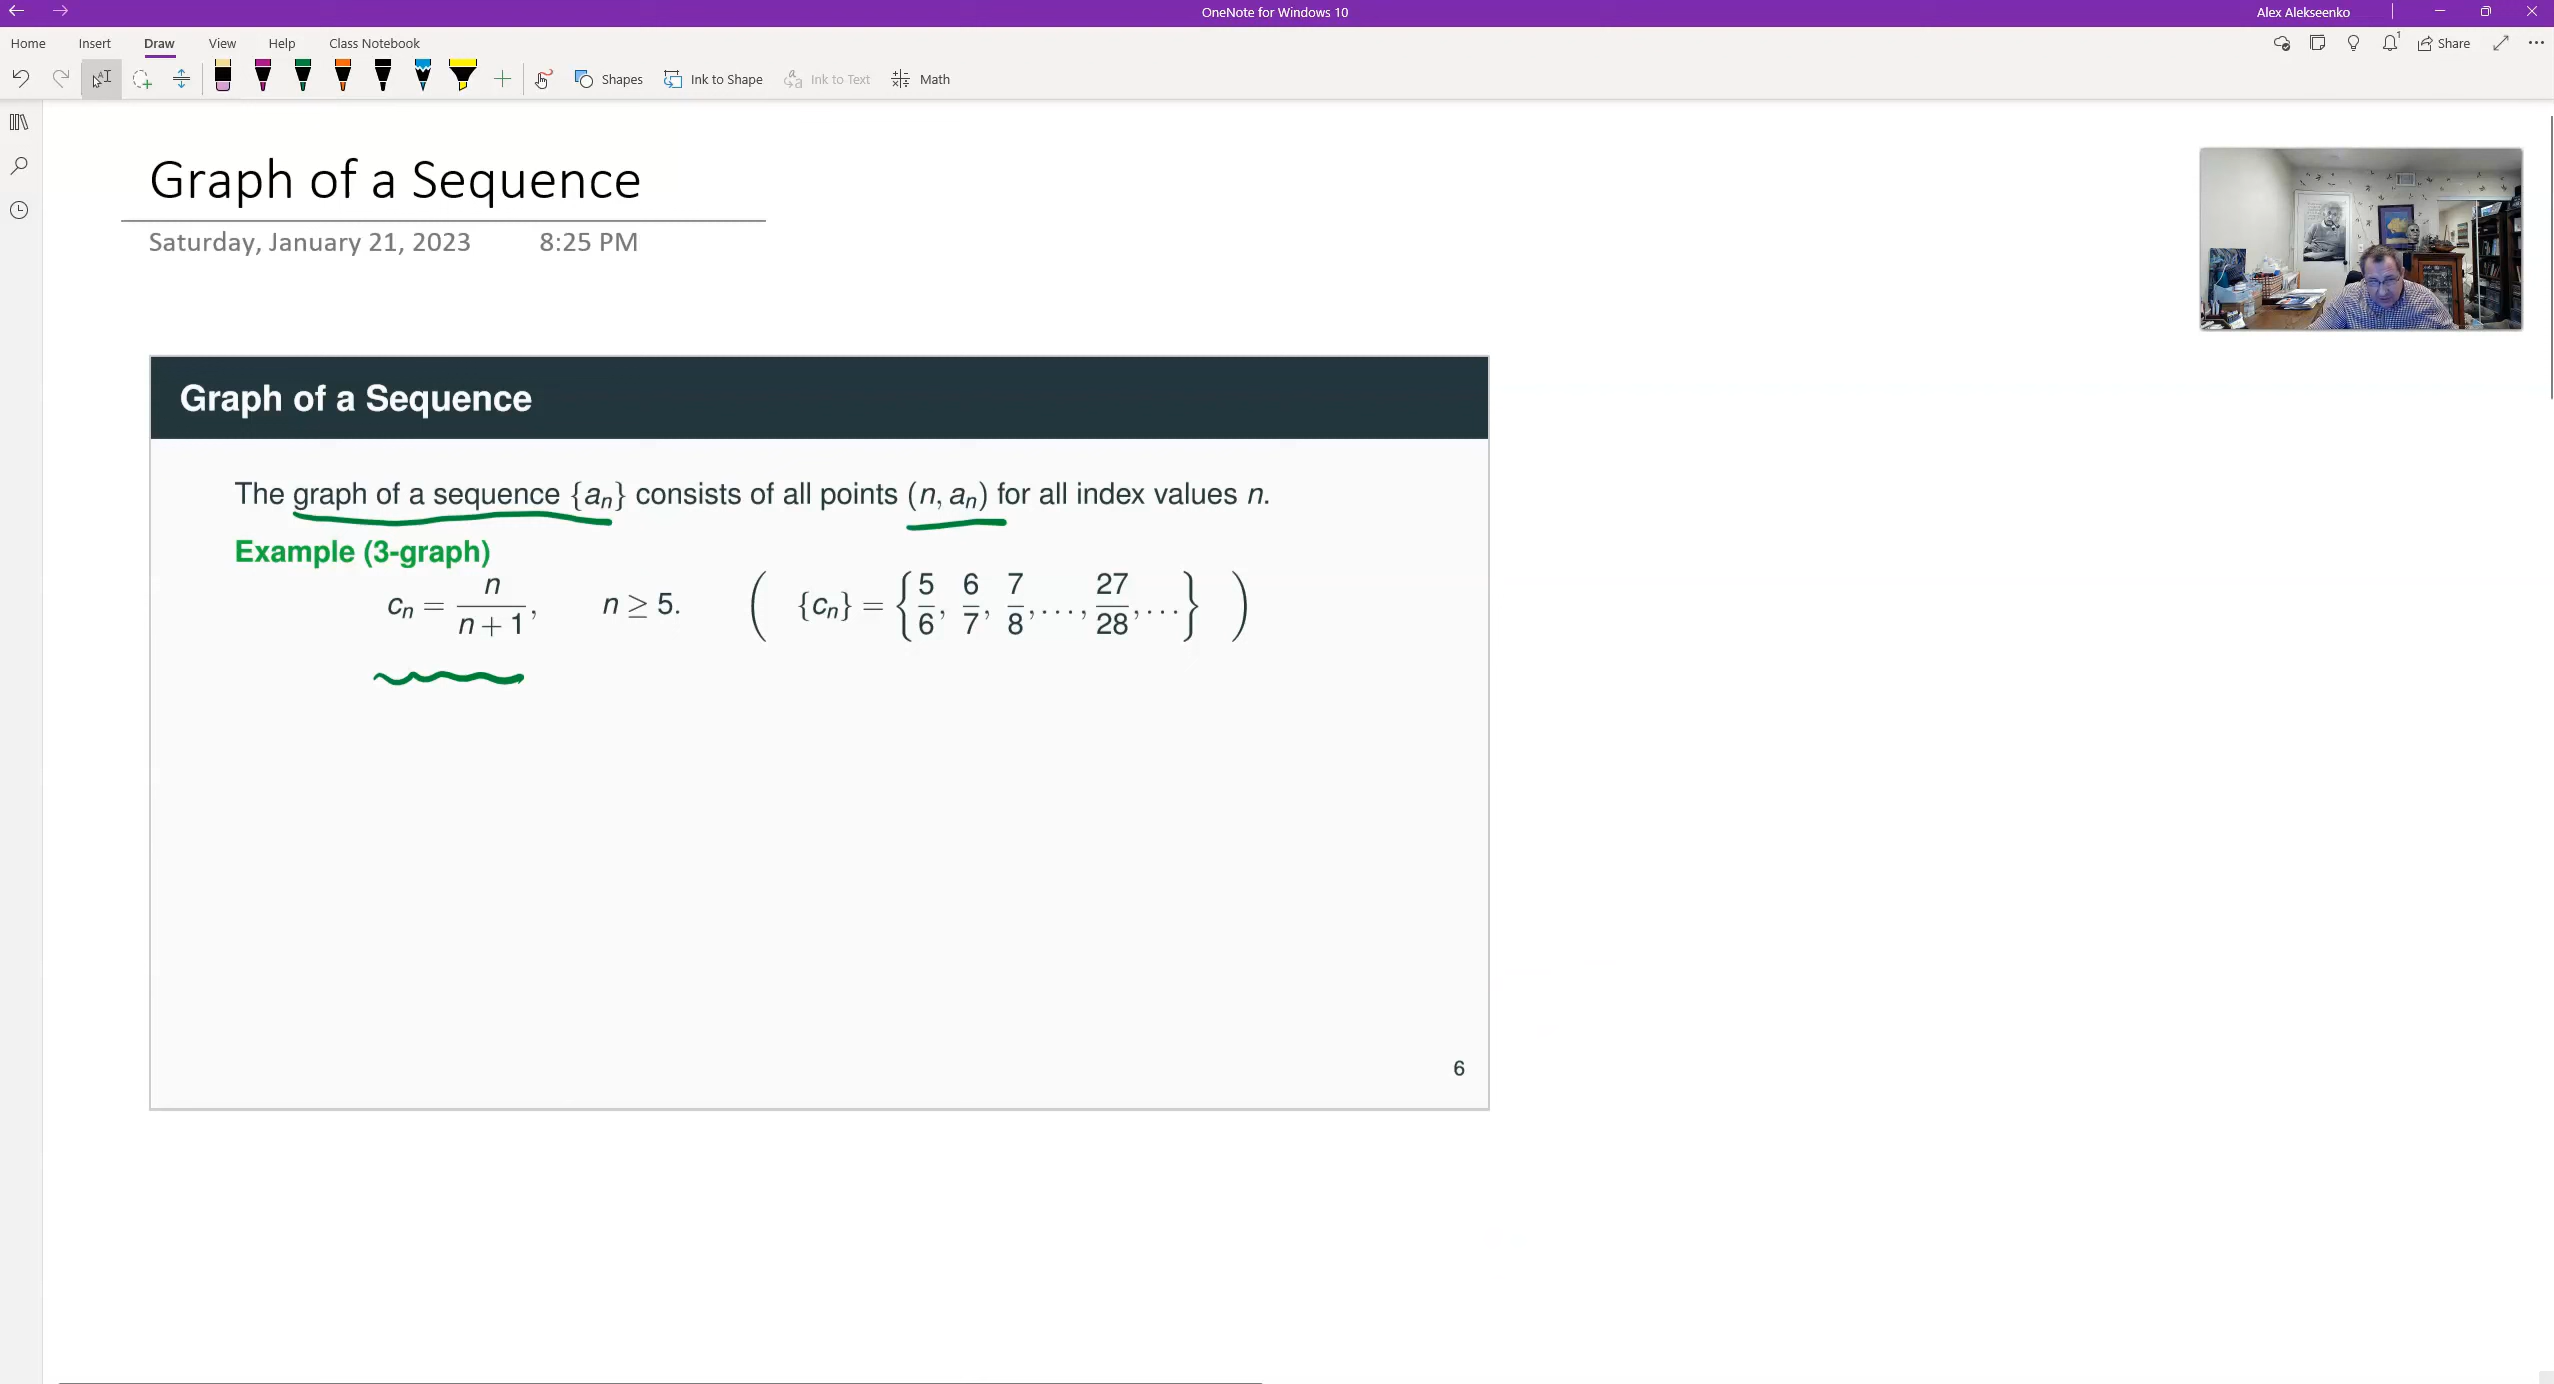 OneNote for Windows 10
Alex Alekseenko
Home Insert Draw View Help Class Notebook
1 Share
Shapes Ink to Shape Ink to Text Math
Graph of a Sequence
Saturday, January 21, 2023 8:25 PM
Graph of a Sequence
The graph of a sequence {aₙ} consists of all points (n, aₙ) for all index values n.
Example (3-graph)
cₙ = n/(n + 1), n ≥ 5. ( {cₙ} = {5/6, 6/7, 7/8, . . . , 27/28, . . .} )
6